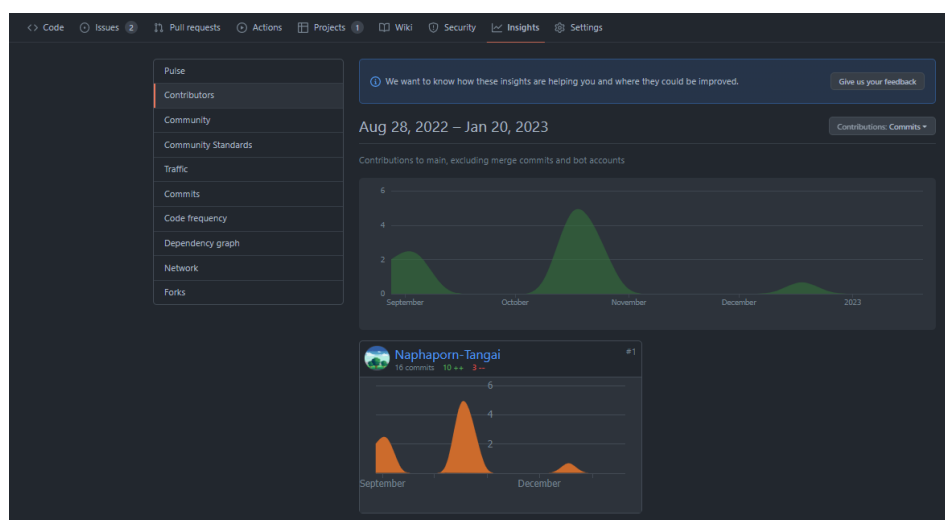 Code Issues 2 Pull requests Actions Projects 1 Wiki Security Insights Settings
Pulse
Contributors
Community
Community Standards
Traffic
Commits
Code frequency
Dependency graph
Network
Forks
We want to know how these insights are helping you and where they could be improved. Give us your feedback
Aug 28, 2022 – Jan 20, 2023 Contributions: Commits
Contributions to main, excluding merge commits and bot accounts
6
4
2
0
September October November December 2023
Naphaporn-Tangai #1
16 commits 10 ++ 3 --
6
4
2
September December